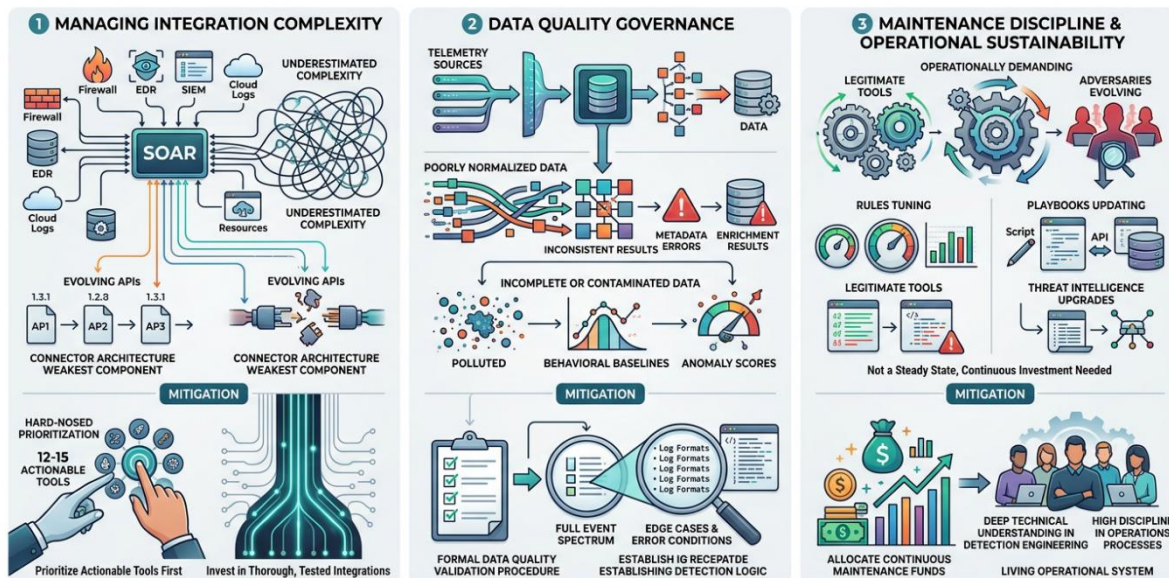 1 MANAGING INTEGRATION COMPLEXITY
Firewall
EDR
SIEM
Cloud
Logs
UNDERESTIMATED
COMPLEXITY
Firewall
SOAR
EDR
Cloud
Logs
Resources
UNDERESTIMATED
COMPLEXITY
EVOLVING APIs
EVOLVING APIs
1.3.1
1.2.3
1.3.1
AP1
AP2
AP3
CONNECTOR ARCHITECTURE
WEAKEST COMPONENT
CONNECTOR ARCHITECTURE
WEAKEST COMPONENT
MITIGATION
HARD-NOSED
PRIORITIZATION
12-15
ACTIONABLE
TOOLS
Prioritize Actionable Tools First
Invest in Thorough, Tested Integrations
2 DATA QUALITY GOVERNANCE
TELEMETRY
SOURCES
DATA
POORLY NORMALIZED DATA
INCONSISTENT RESULTS
METADATA
ERRORS
ENRICHMENT
RESULTS
INCOMPLETE OR CONTAMINATED DATA
POLLUTED
BEHAVIORAL BASELINES
ANOMALY SCORES
MITIGATION
</>
• Log Formats
• Log Formats
• Log Formats
• Log Formats
• Log Formats
FULL EVENT
SPECTRUM
EDGE CASES &
ERROR CONDITIONS
FORMAL DATA QUALITY
VALIDATION PROCEDURE
ESTABLISH IG RECEPATDE
ESTABLISHING DETECTION LOGIC
3 MAINTENANCE DISCIPLINE &
OPERATIONAL SUSTAINABILITY
OPERATIONALLY DEMANDING
LEGITIMATE
TOOLS
ADVERSARIES
EVOLVING
RULES TUNING
PLAYBOOKS UPDATING
Script
API
LEGITIMATE TOOLS
</>
THREAT INTELLIGENCE
UPGRADES
Not a Steady State, Continuous Investment Needed
MITIGATION
$
$
$
ALLOCATE CONTINUOUS
MAINTENANCE FUNDS
DEEP TECHNICAL
UNDERSTANDING IN
DETECTION ENGINEERING
HIGH DISCIPLINE
IN OPERATIONS
PROCESSES
LIVING OPERATIONAL SYSTEM